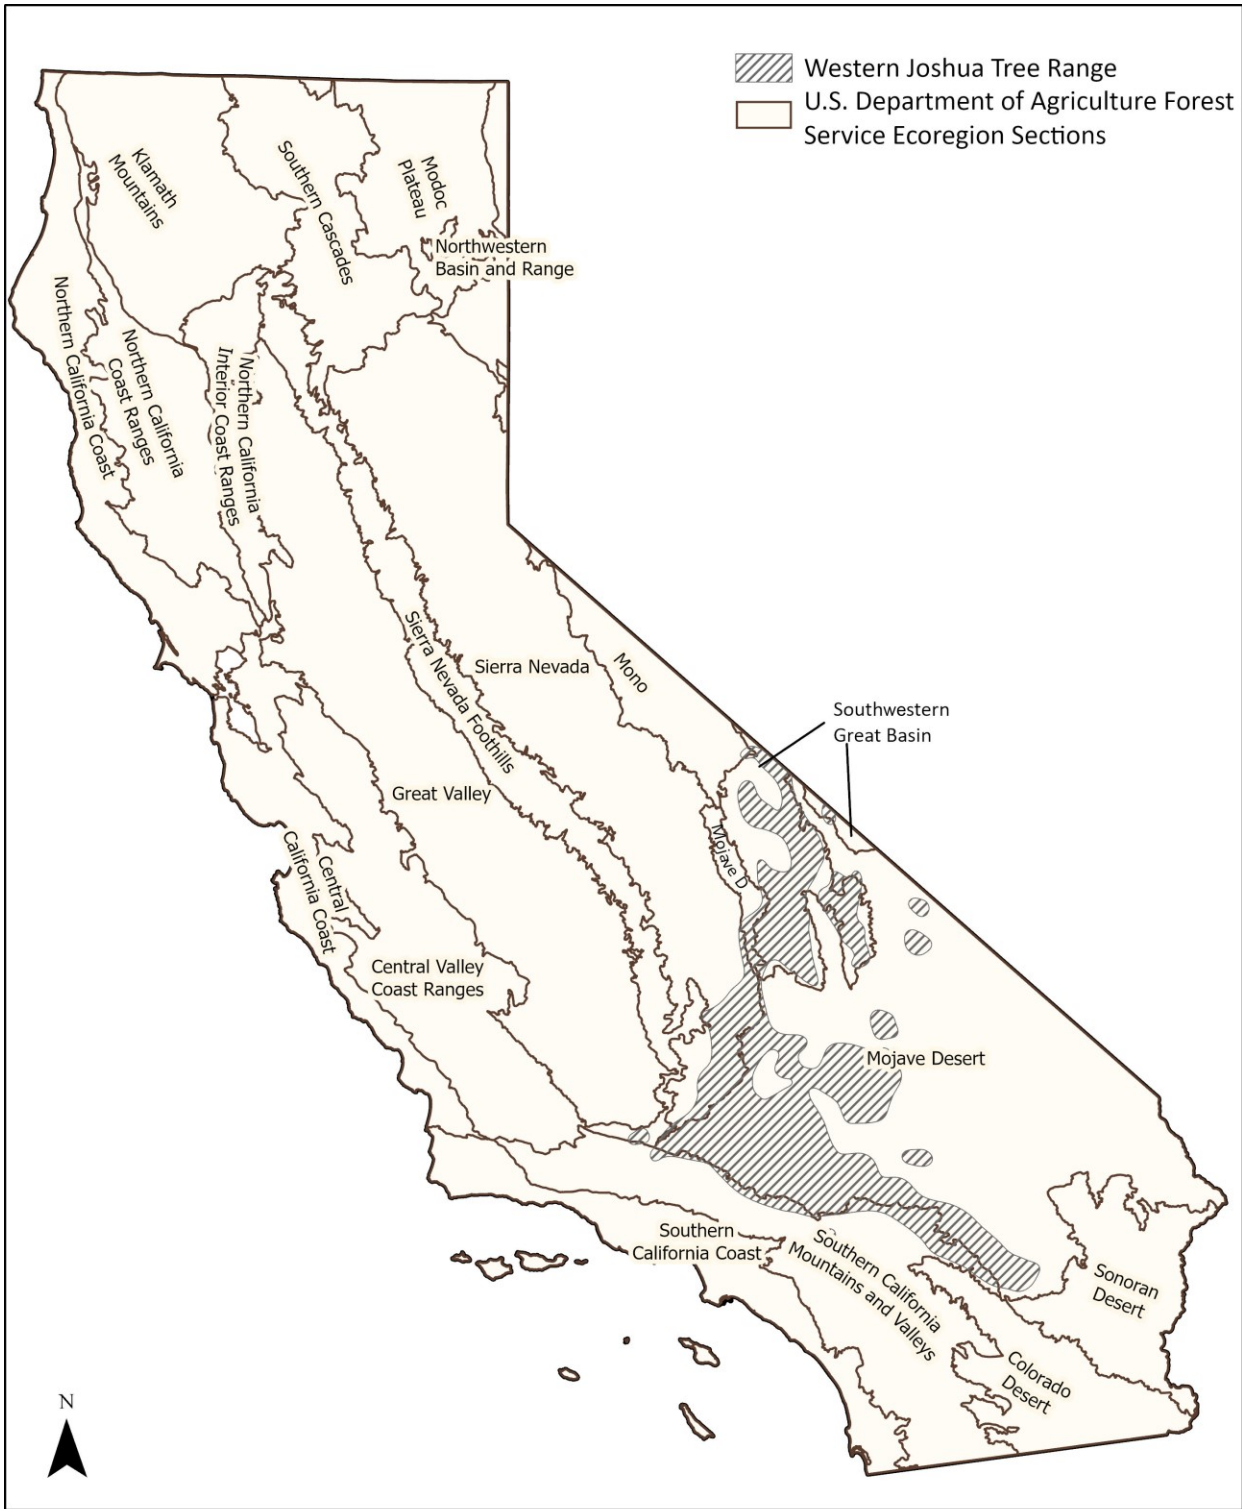 Western Joshua Tree Range
U.S. Department of Agriculture Forest
Service Ecoregion Sections
Klamath
Mountains
Southern Cascades
Modoc
Plateau
Northwestern
Basin and Range
Northern California Coast
Northern California
Coast Ranges
Northern California
Interior Coast Ranges
Sierra Nevada Foothills
Sierra Nevada
Mono
Southwestern
Great Basin
Great Valley
Mojave D
Central
California Coast
Central Valley
Coast Ranges
Mojave Desert
Southern
California Coast
Southern California
Mountains and Valleys
Sonoran
Desert
Colorado
Desert
N